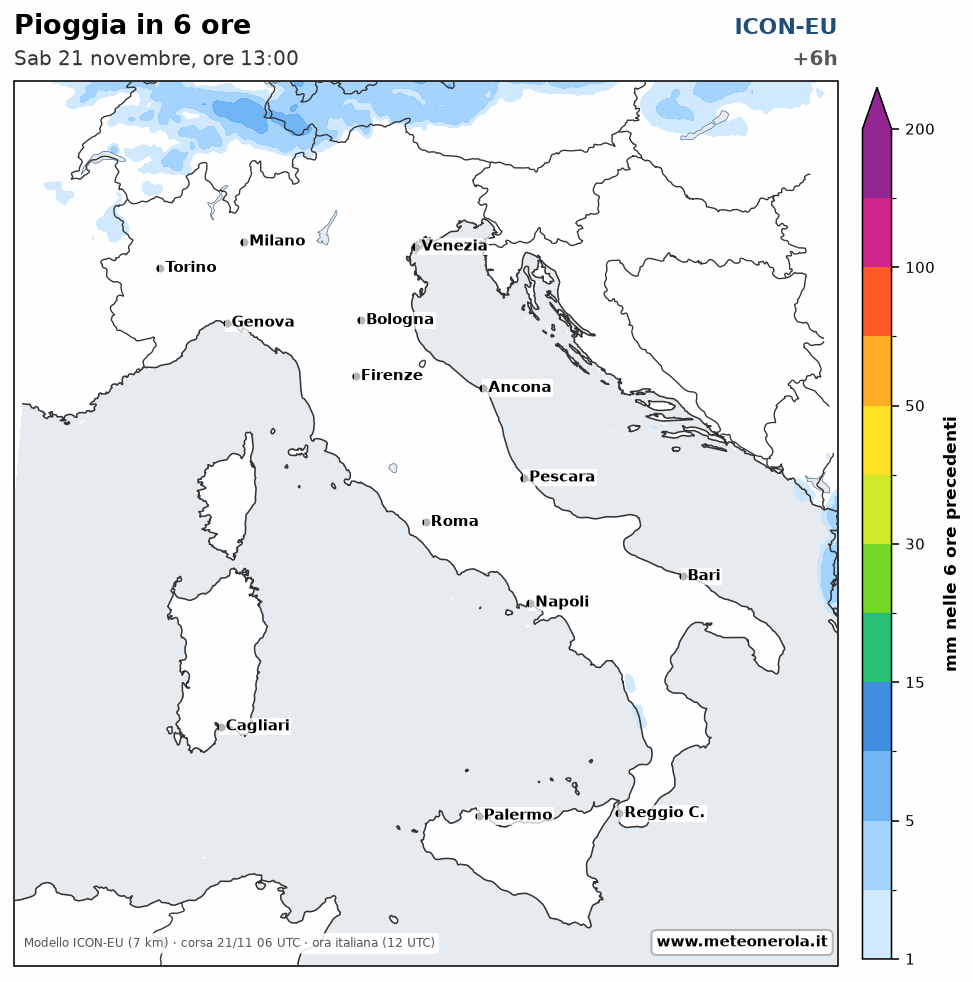 Pioggia in 6 ore
ICON-EU
Sab 21 novembre, ore 13:00
+6h
200
Milano
Venezia
Torino
100
Genova
Bologna
Firenze
Ancona
50
Pescara
Roma
30
Bari
Napoli
15
Cagliari
Palermo
Reggio C.
5
mm nelle 6 ore precedenti
Modello ICON-EU (7 km) · corsa 21/11 06 UTC · ora italiana (12 UTC)
www.meteonerola.it
1